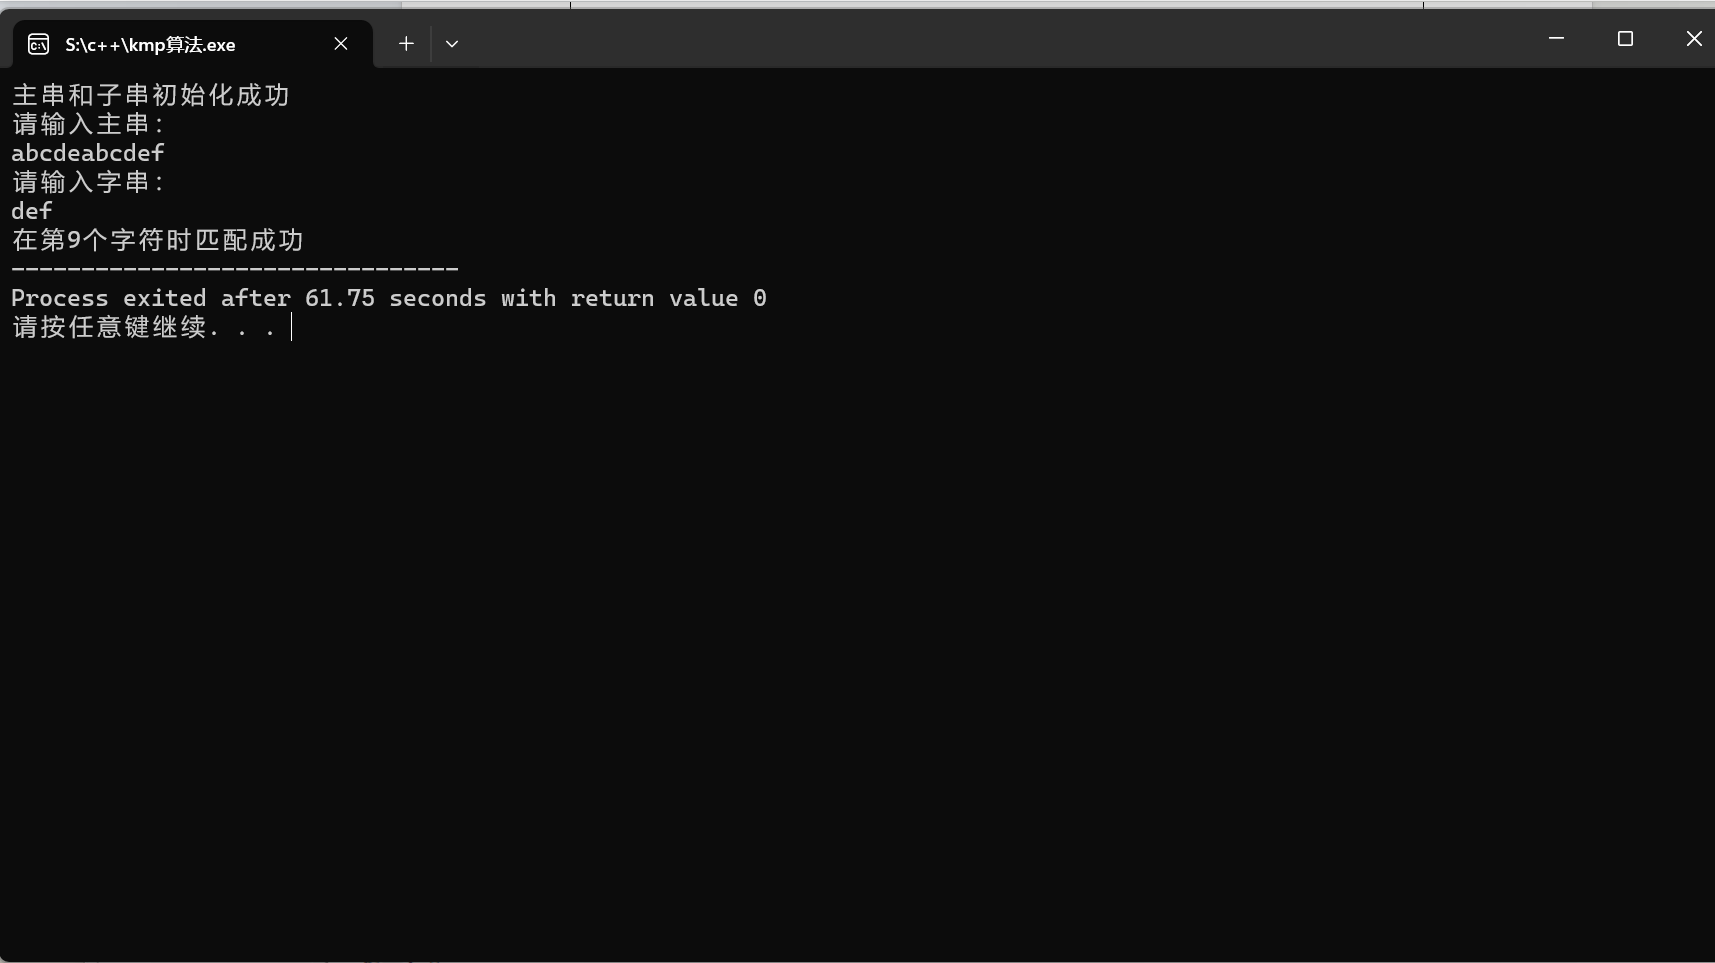 S:\c++\kmp算法.exe
主串和子串初始化成功
请输入主串：
abcdeabcdef
请输入字串：
def
在第9个字符时匹配成功
--------------------------------
Process exited after 61.75 seconds with return value 0
请按任意键继续. . .